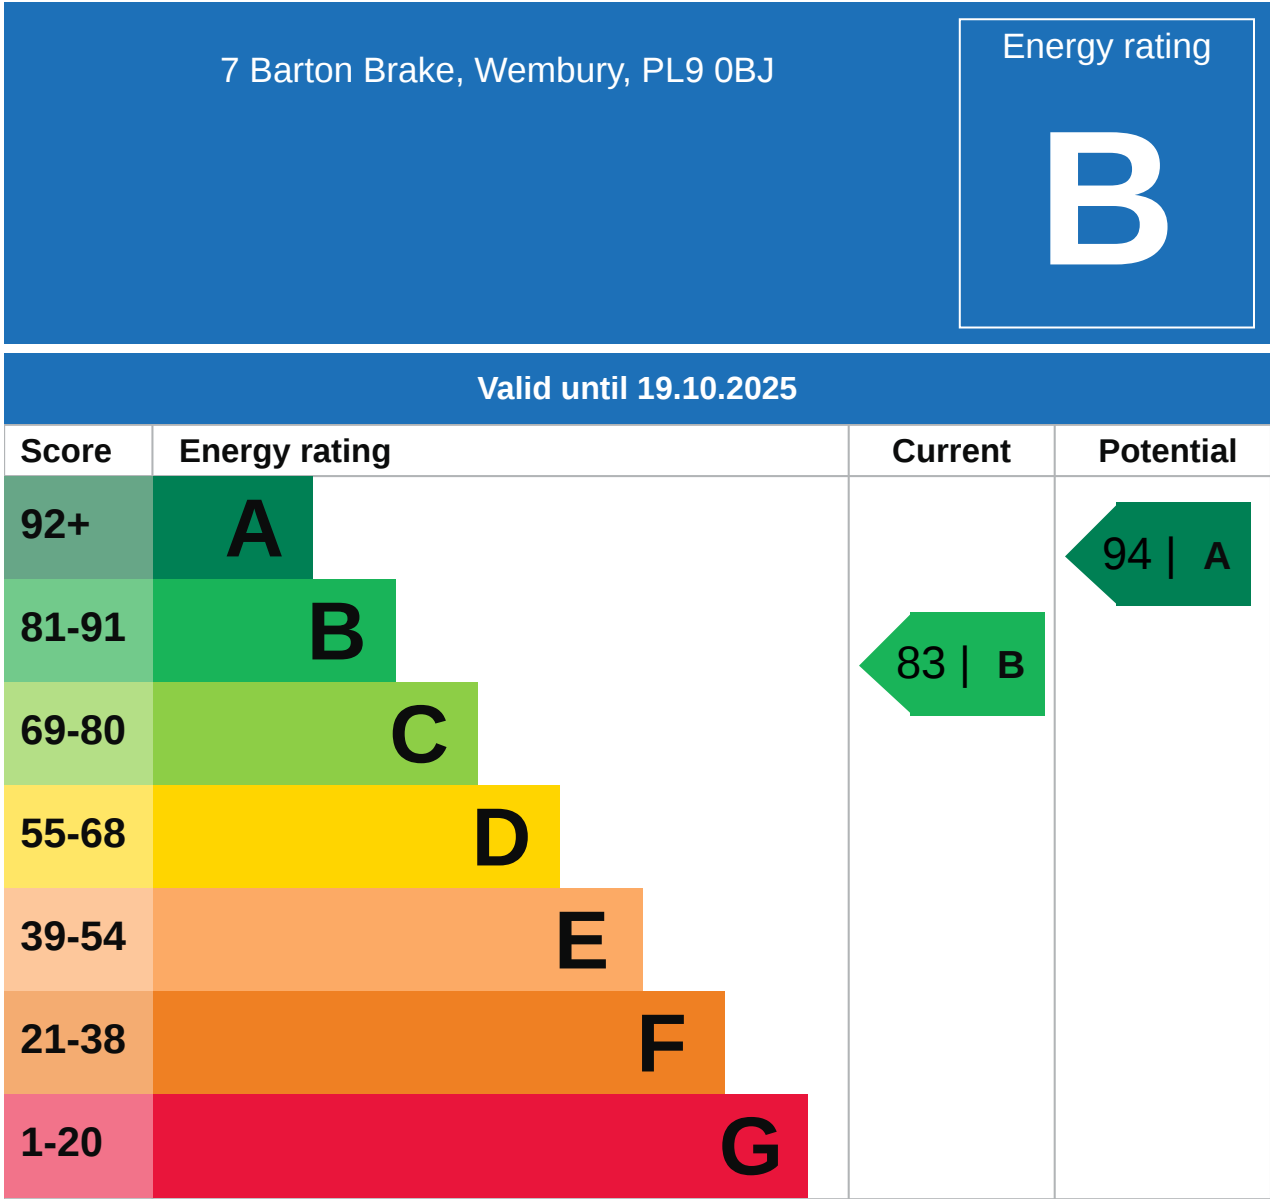 7 Barton Brake, Wembury, PL9 0BJ
Energy rating
B
Valid until 19.10.2025
Score Energy rating Current Potential
92+ A 94 | A
81-91 B 83 | B
69-80 C
55-68 D
39-54 E
21-38 F
1-20 G